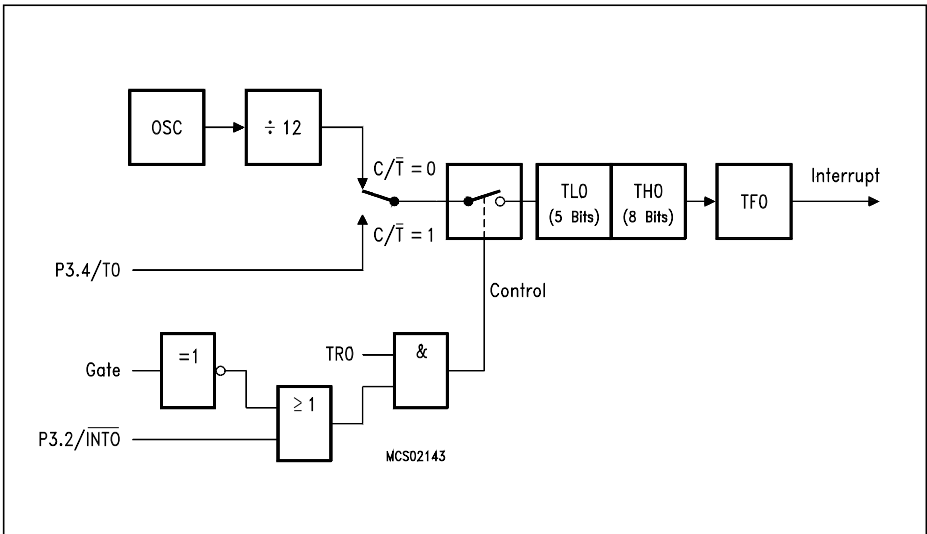 OSC
÷ 12
C/T̅ = 0
C/T̅ = 1
TL0
(5 Bits)
TH0
(8 Bits)
TF0
Interrupt
P3.4/T0
Control
Gate
=1
TR0
&
≥ 1
P3.2/I̅N̅T̅0̅
MCS02143